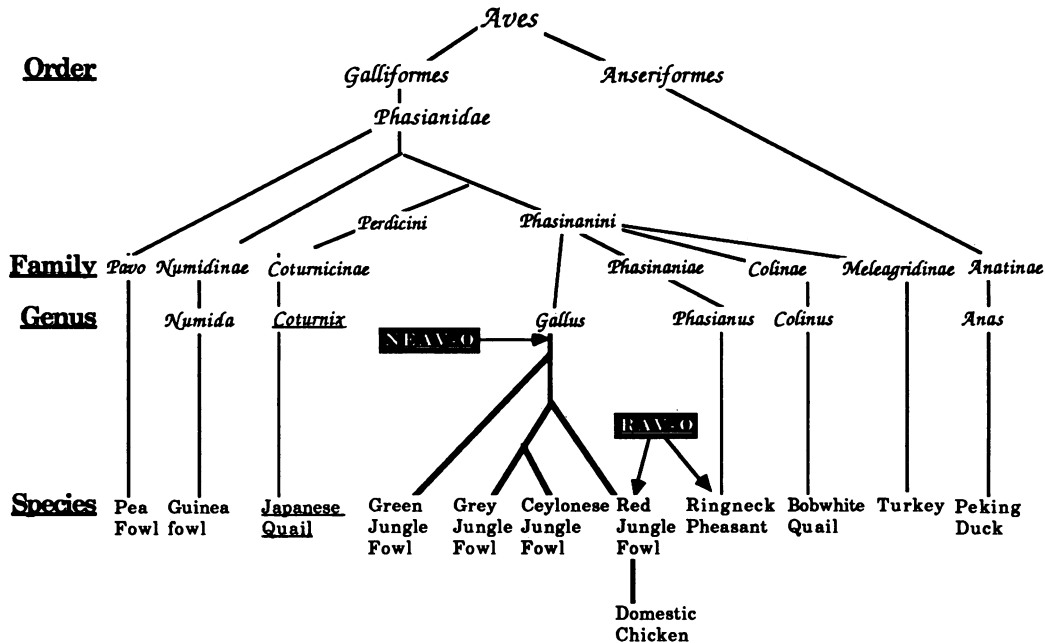 Aves
Order
Galliformes Anseriformes
Phasianidae
Perdicini Phasinanini
Family Pavo Numidinae Coturnicinae Phasinaniae Colinae Meleagridinae Anatinae
Genus Numida Coturnix Gallus Phasianus Colinus Anas
NEAV-O
RAV-O
Species Pea Guinea Japanese Green Grey Ceylonese Red Ringneck Bobwhite Turkey Peking
Fowl fowl Quail Jungle Jungle Jungle Jungle Pheasant Quail Duck
Fowl Fowl Fowl Fowl
Domestic
Chicken